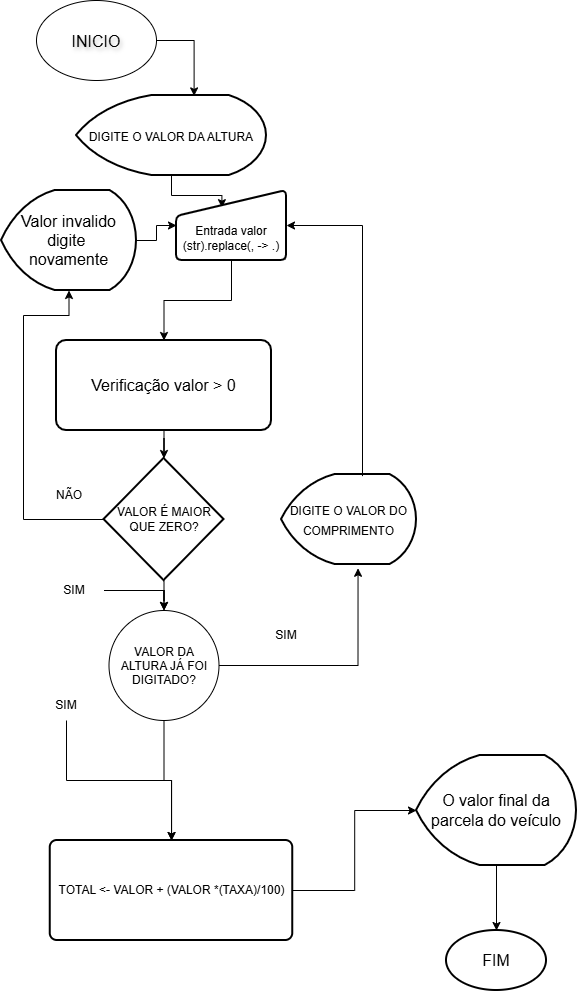 INICIO
DIGITE O VALOR DA ALTURA
Valor invalido
digite
novamente
Entrada valor
(str).replace(, -> .)
Verificação valor > 0
NÃO
VALOR É MAIOR
QUE ZERO?
DIGITE O VALOR DO
COMPRIMENTO
SIM
SIM
VALOR DA
ALTURA JÁ FOI
DIGITADO?
SIM
O valor final da
parcela do veículo
TOTAL <- VALOR + (VALOR *(TAXA)/100)
FIM